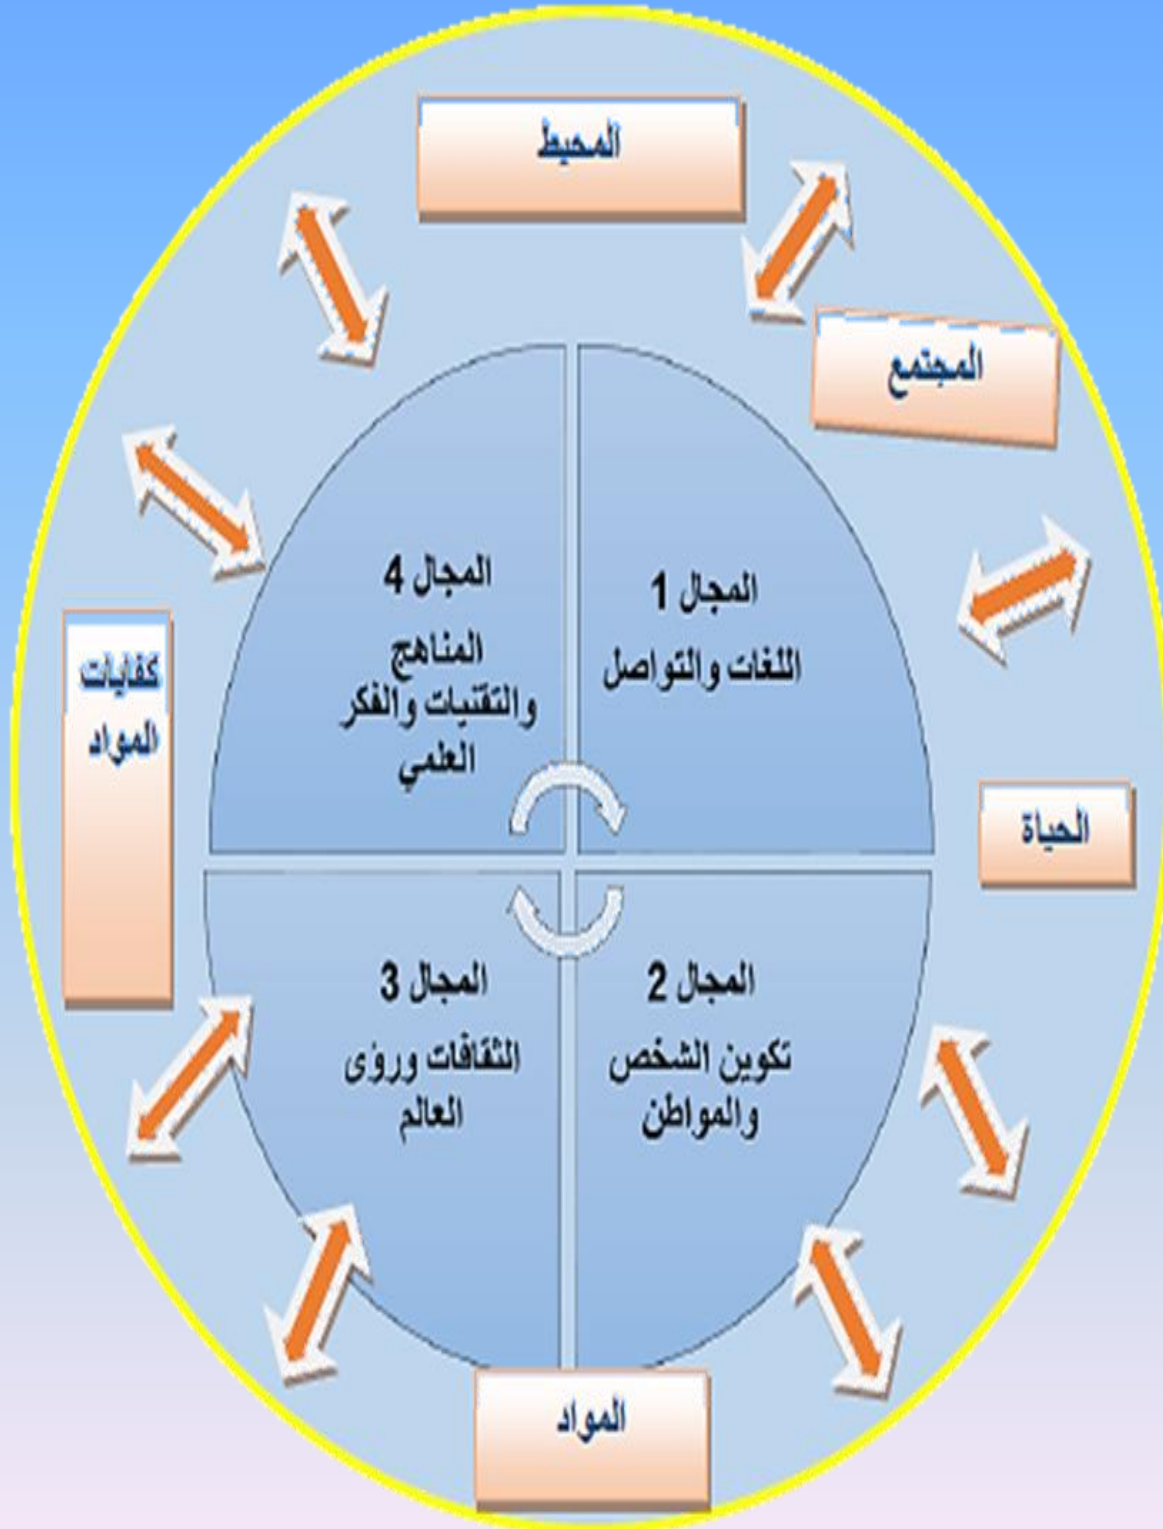 المحيط
المجتمع
المجال 1
اللغات والتواصل
المجال 4
المناهج
والتقنيات والفكر
العلمي
كفايات
المواد
الحياة
المجال 2
تكوين الشخص
والمواطن
المجال 3
الثقافات ورؤى
العالم
المواد